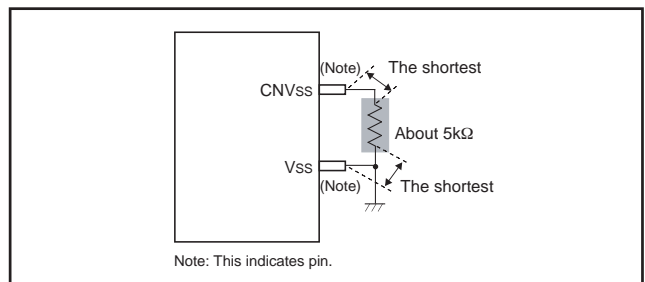 (Note) The shortest
CNVss
About 5kΩ
Vss
(Note) The shortest
Note: This indicates pin.